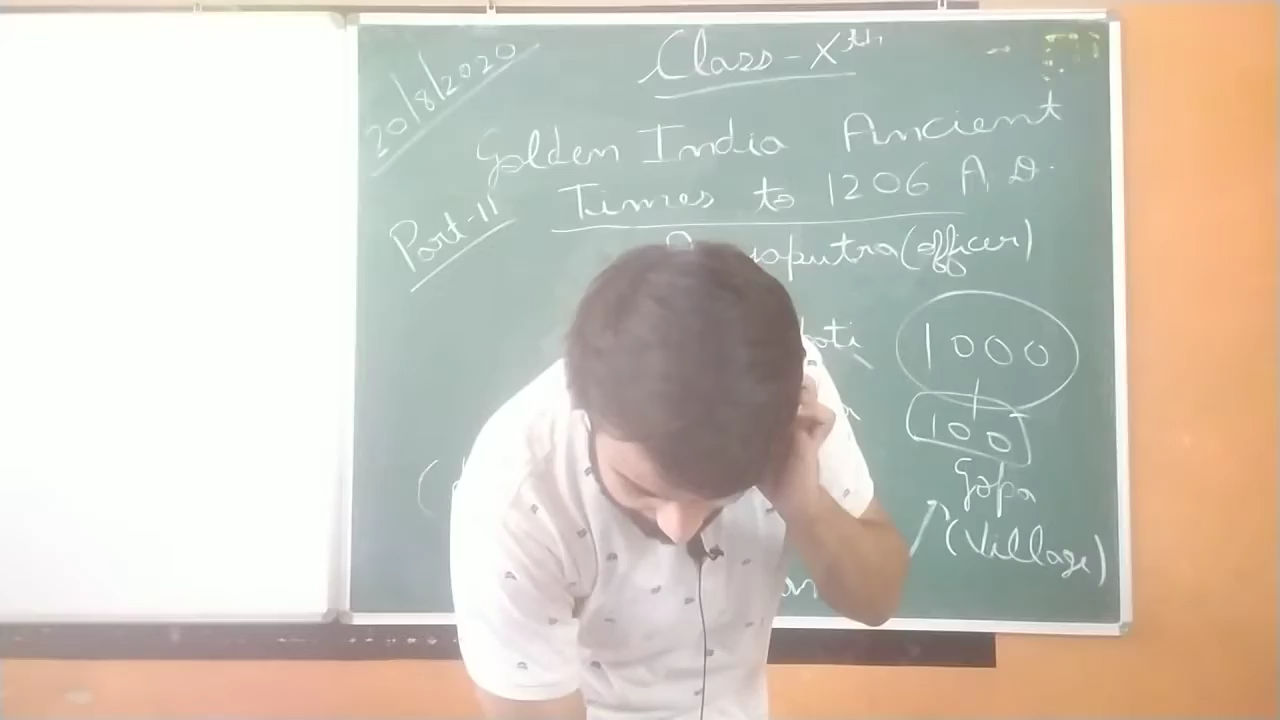 20/8/2020
Class-Xth
Golden India Ancient
Times to 1206 A.D.
Part-II
(officer)
1000
100
Gopa
(Village)